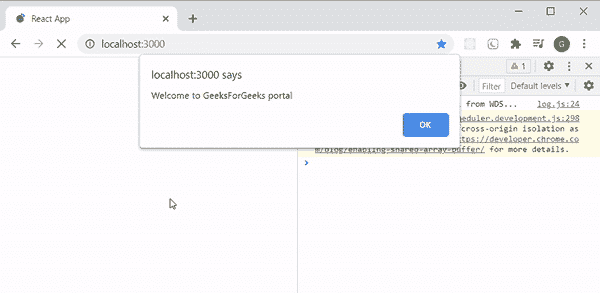 React App
localhost:3000
G
localhost:3000 says
Welcome to GeeksForGeeks portal
OK
1
Filter
Default levels ▾
from WDS... log.js:24
eduler.development.js:298
cross-origin isolation as
ttps://developer.chrome.co
m/blog/enabling-shared-array-buffer/ for more details.